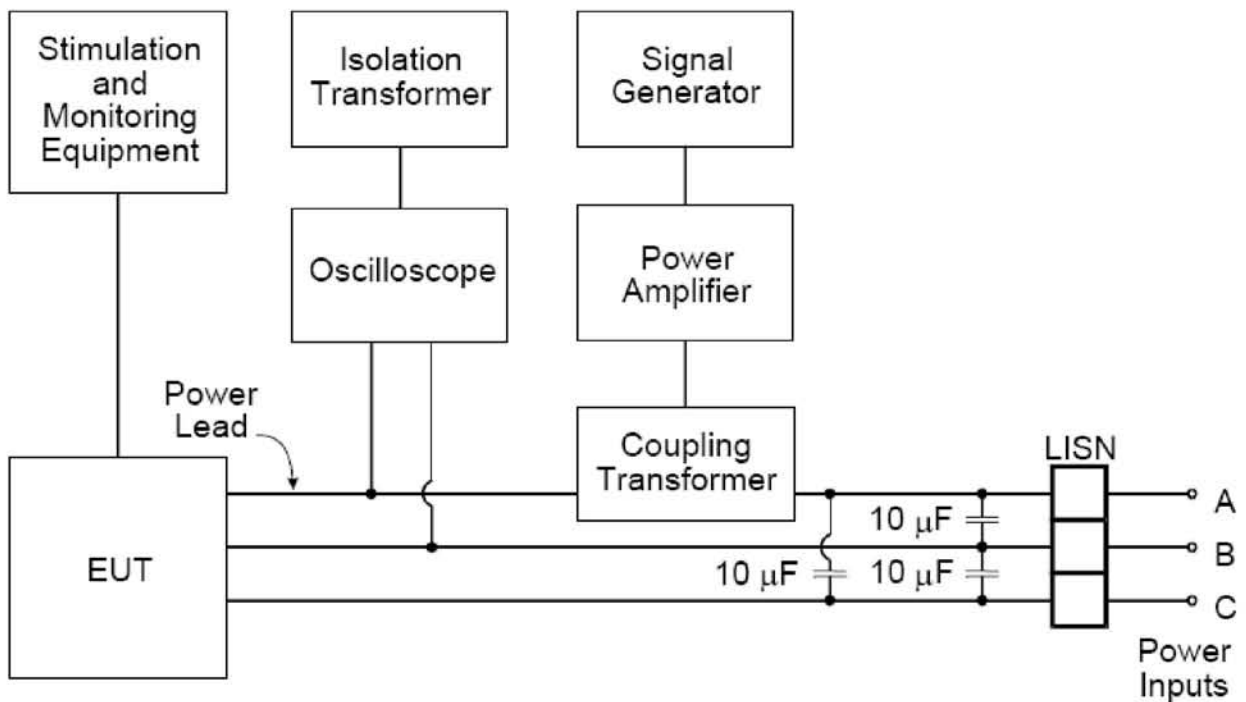 Stimulation
and
Monitoring
Equipment
Isolation
Transformer
Signal
Generator
Oscilloscope
Power
Amplifier
Power
Lead
Coupling
Transformer
LISN
A
10 μF
B
EUT
10 μF
10 μF
C
Power
Inputs